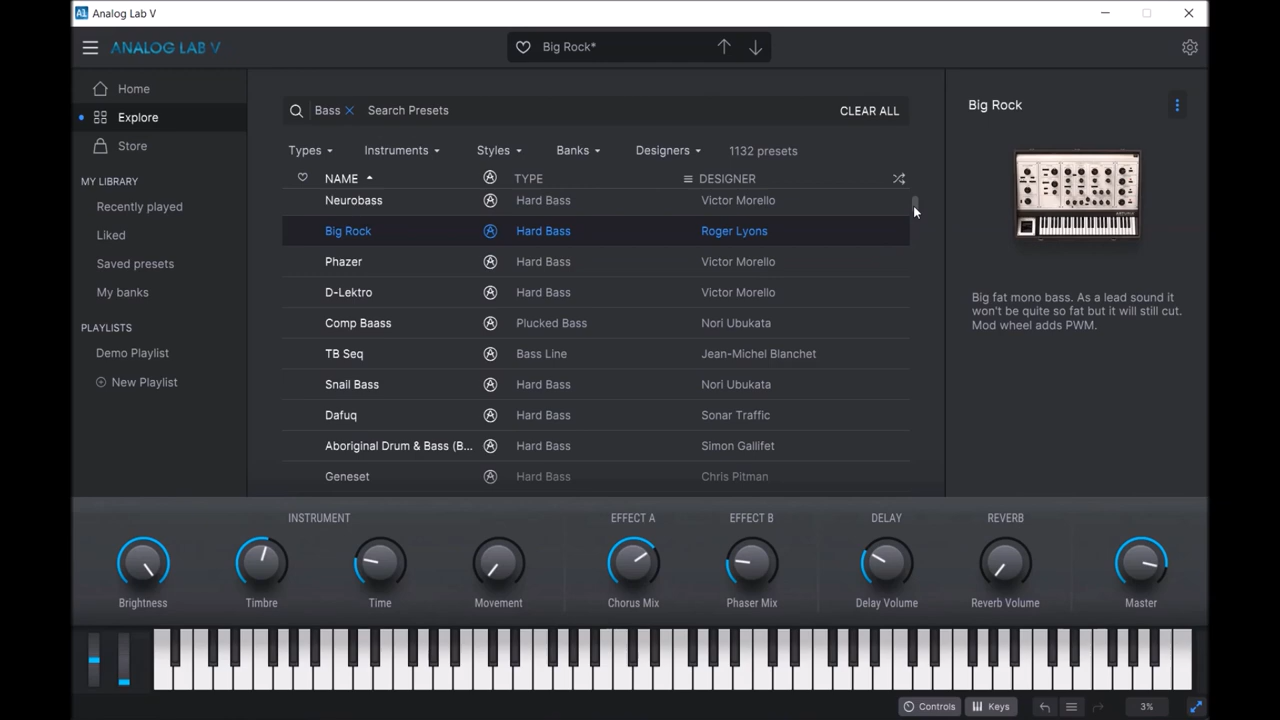 Analog Lab V
ANALOG LAB V
Big Rock*
Home
Explore
Store
MY LIBRARY
Recently played
Liked
Saved presets
My banks
PLAYLISTS
Demo Playlist
New Playlist
Bass Search Presets CLEAR ALL
Types Instruments Styles Banks Designers 1132 presets
NAME TYPE DESIGNER
Neurobass Hard Bass Victor Morello
Big Rock Hard Bass Roger Lyons
Phazer Hard Bass Victor Morello
D-Lektro Hard Bass Victor Morello
Comp Baass Plucked Bass Nori Ubukata
TB Seq Bass Line Jean-Michel Blanchet
Snail Bass Hard Bass Nori Ubukata
Dafuq Hard Bass Sonar Traffic
Aboriginal Drum & Bass (B... Hard Bass Simon Gallifet
Geneset Hard Bass Chris Pitman
Big Rock
Big fat mono bass. As a lead sound it
won't be quite so fat but it will still cut.
Mod wheel adds PWM.
INSTRUMENT EFFECT A EFFECT B DELAY REVERB
Brightness Timbre Time Movement Chorus Mix Phaser Mix Delay Volume Reverb Volume Master
Controls Keys 3%